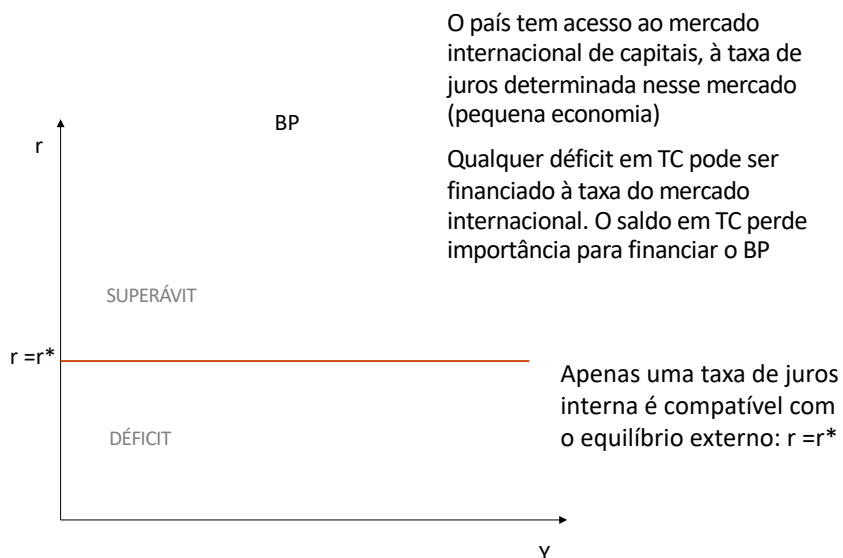 O país tem acesso ao mercado
internacional de capitais, à taxa de
juros determinada nesse mercado
(pequena economia)
Qualquer déficit em TC pode ser
financiado à taxa do mercado
internacional. O saldo em TC perde
importância para financiar o BP
BP
r
SUPERÁVIT
r =r*
Apenas uma taxa de juros
interna é compatível com
o equilíbrio externo: r =r*
DÉFICIT
Y